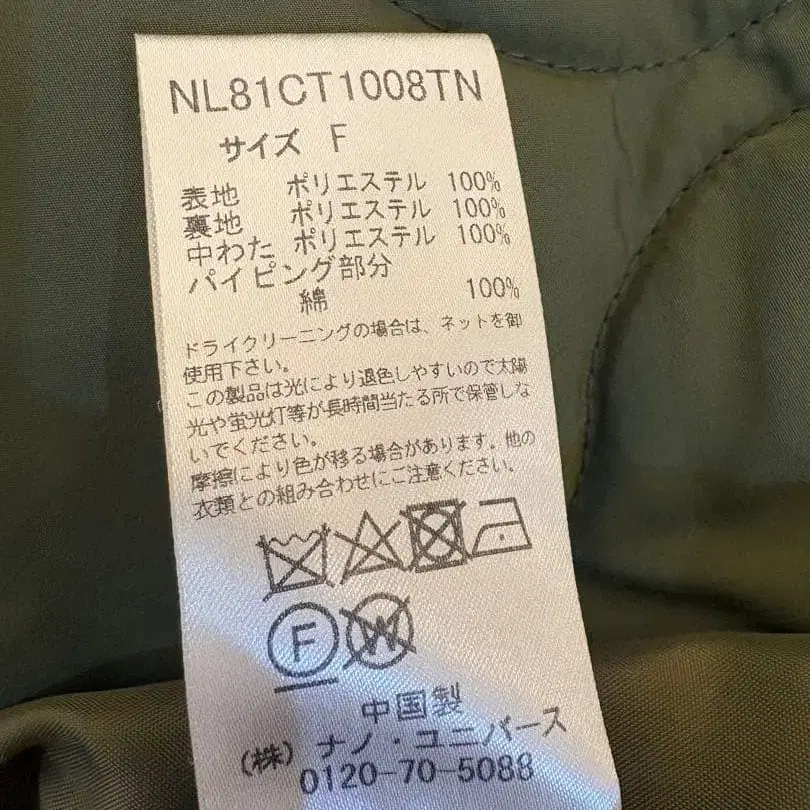 NL81CT1008TN
サイズ F
表地 ポリエステル 100%
裏地 ポリエステル 100%
中わた ポリエステル 100%
パイピング部分
綿 100%
ドライクリーニングの場合は、ネットを御
使用下さい。
この製品は光により退色しやすいので太陽
光や蛍光灯等が長時間当たる所で保管しな
いでください。
摩擦により色が移る場合があります。他の
衣類との組み合わせにご注意ください。
F W
中国製
(株) ナノ・ユニバース
0120-70-5088